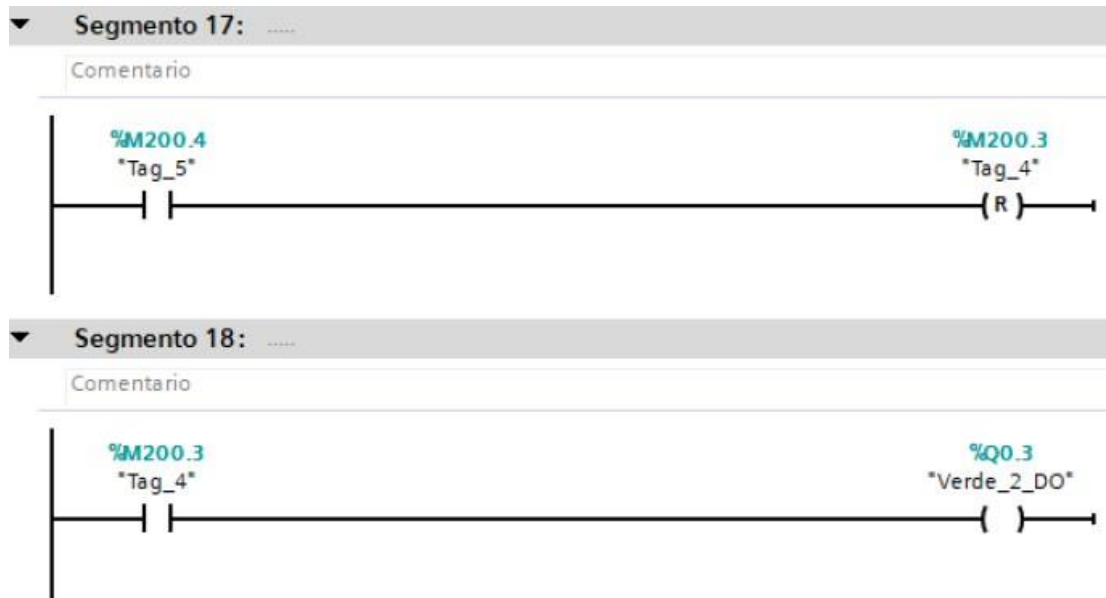 Segmento 17: .....
Comentario
%M200.4 %M200.3
"Tag_5" "Tag_4"
( R )
Segmento 18: .....
Comentario
%M200.3 %Q0.3
"Tag_4" "Verde_2_DO"